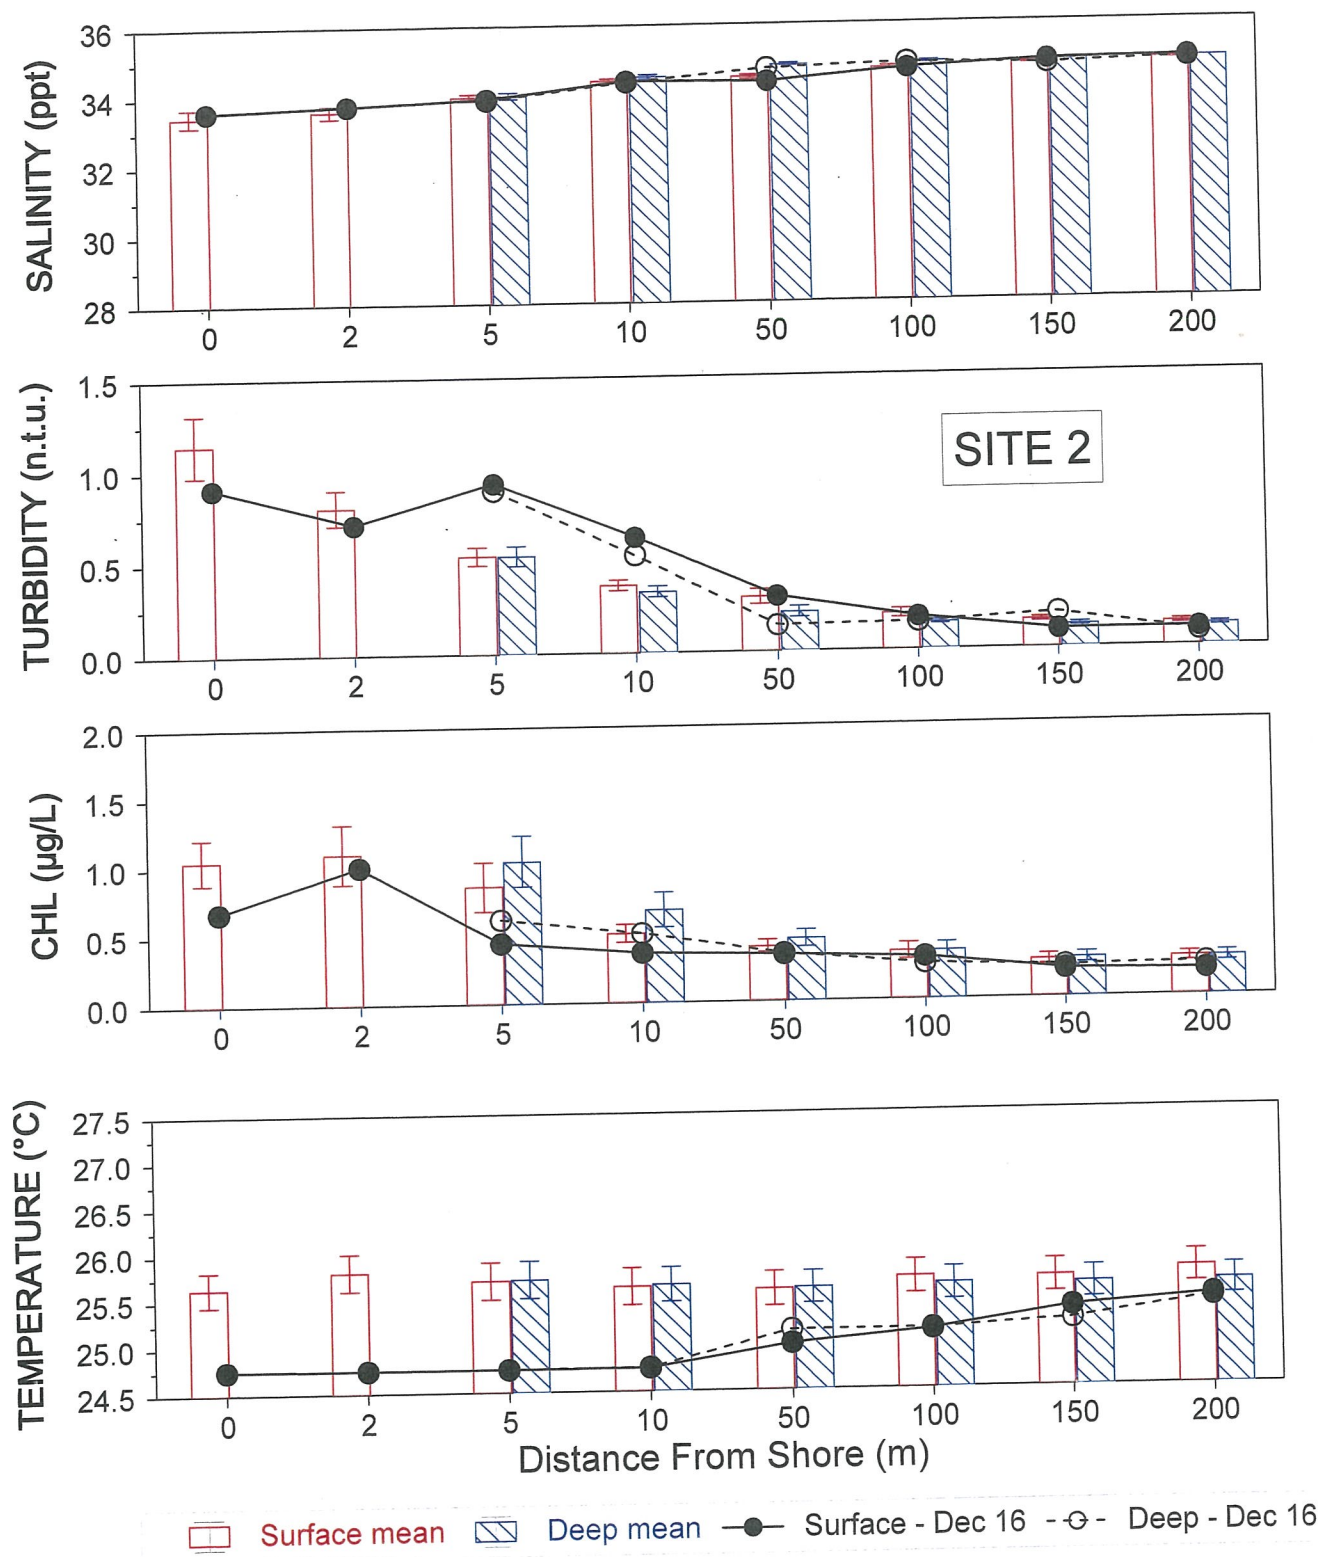 SALINITY (ppt)
36
34
32
30
28
0 2 5 10 50 100 150 200
TURBIDITY (n.t.u.)
1.5
1.0
0.5
0.0
SITE 2
0 2 5 10 50 100 150 200
CHL (µg/L)
2.0
1.5
1.0
0.5
0.0
0 2 5 10 50 100 150 200
TEMPERATURE (°C)
27.5
27.0
26.5
26.0
25.5
25.0
24.5
0 2 5 10 50 100 150 200
Distance From Shore (m)
Surface mean Deep mean Surface - Dec 16 Deep - Dec 16